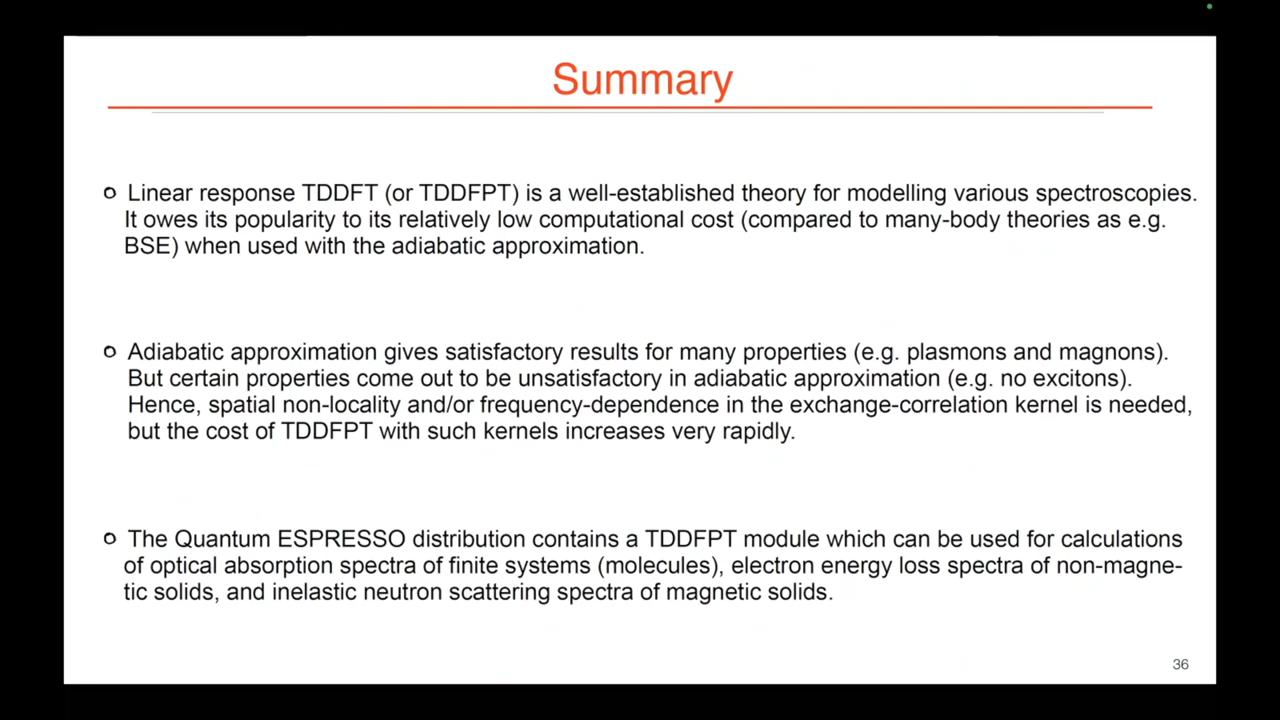 Summary
Linear response TDDFT (or TDDFPT) is a well-established theory for modelling various spectroscopies.
It owes its popularity to its relatively low computational cost (compared to many-body theories as e.g.
BSE) when used with the adiabatic approximation.
Adiabatic approximation gives satisfactory results for many properties (e.g. plasmons and magnons).
But certain properties come out to be unsatisfactory in adiabatic approximation (e.g. no excitons).
Hence, spatial non-locality and/or frequency-dependence in the exchange-correlation kernel is needed,
but the cost of TDDFPT with such kernels increases very rapidly.
The Quantum ESPRESSO distribution contains a TDDFPT module which can be used for calculations
of optical absorption spectra of finite systems (molecules), electron energy loss spectra of non-magne-
tic solids, and inelastic neutron scattering spectra of magnetic solids.
36